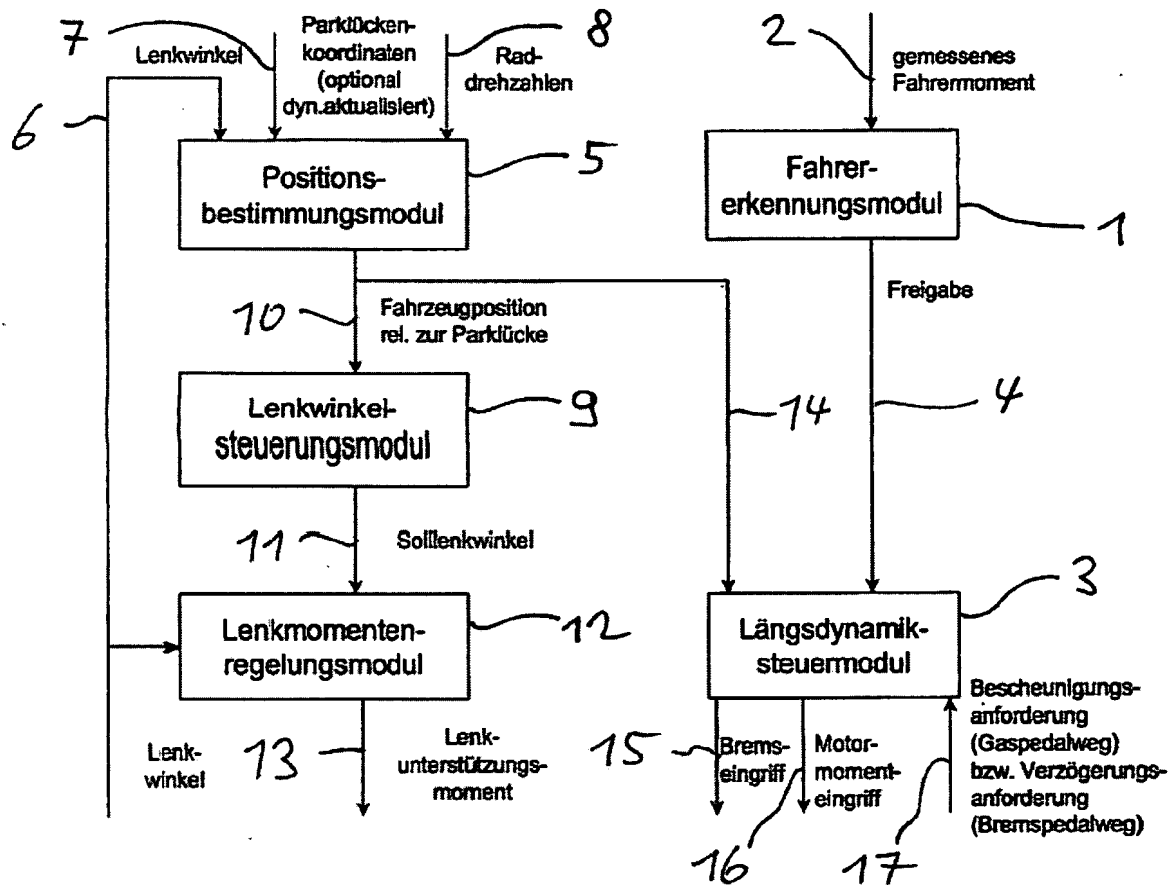 7
Lenkwinkel
Parklücken-
koordinaten
(optional
dyn.aktualisiert)
8
Rad-
drehzahlen
2
gemessenes
Fahrermoment
6
Positions-
bestimmungsmodul
5
Fahrer-
erkennungsmodul
1
10
Fahrzeugposition
rel. zur Parklücke
Freigabe
Lenkwinkel-
steuerungsmodul
9
14
4
11
Solllenkwinkel
Lenkmomenten-
regelungsmodul
12
Längsdynamik-
steuermodul
3
Lenk-
winkel
13
Lenk-
unterstützungs-
moment
15
Brems-
eingriff
Motor-
moment-
eingriff
16
Bescheunigungs-
anforderung
(Gaspedalweg)
bzw. Verzögerungs-
anforderung
(Bremspedalweg)
17